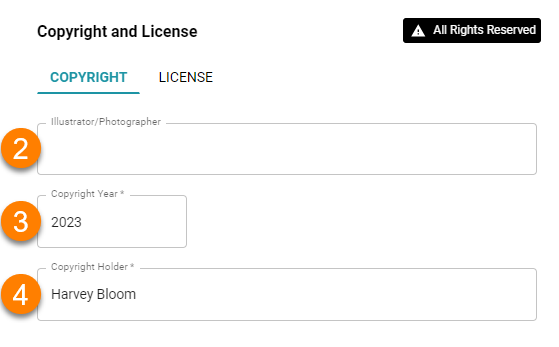 Copyright and License
All Rights Reserved
COPYRIGHT LICENSE
Illustrator/Photographer
2
Copyright Year *
3 2023
Copyright Holder *
4 Harvey Bloom